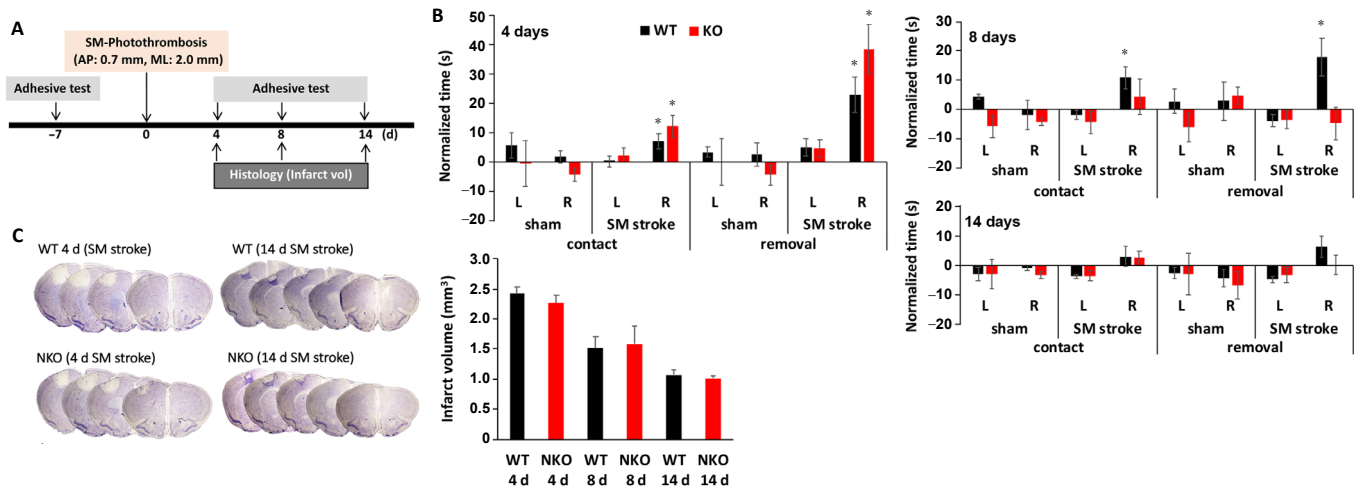 A
SM-Photothrombosis
(AP: 0.7 mm, ML: 2.0 mm)
Adhesive test
Adhesive test
−7
0
4
8
14
(d)
Histology (Infarct vol)
B
4 days
WT
KO
Normalized time (s)
50
40
30
20
10
0
−10
−20
*
*
*
*
L
R
L
R
L
R
L
R
sham
SM stroke
sham
SM stroke
contact
removal
8 days
Normalized time (s)
30
20
10
0
−10
−20
*
*
L
R
L
R
L
R
L
R
sham
SM stroke
sham
SM stroke
contact
removal
14 days
Normalized time (s)
20
10
0
−10
−20
L
R
L
R
L
R
L
R
sham
SM stroke
sham
SM stroke
contact
removal
C
WT 4 d (SM stroke)
WT (14 d SM stroke)
NKO (4 d SM stroke)
NKO (14 d SM stroke)
Infarct volume (mm³)
3.0
2.5
2.0
1.5
1.0
0.5
0
WT NKO WT NKO WT NKO
4 d 4 d 8 d 8 d 14 d 14 d